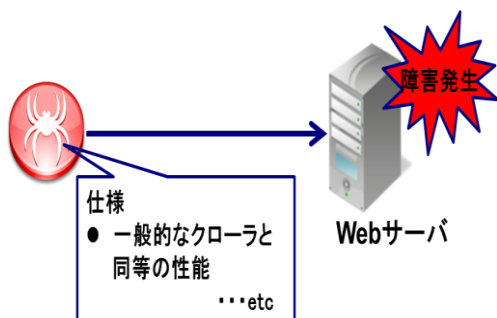 障害発生
仕様
● 一般的なクローラと
同等の性能
･･･etc
Webサーバ